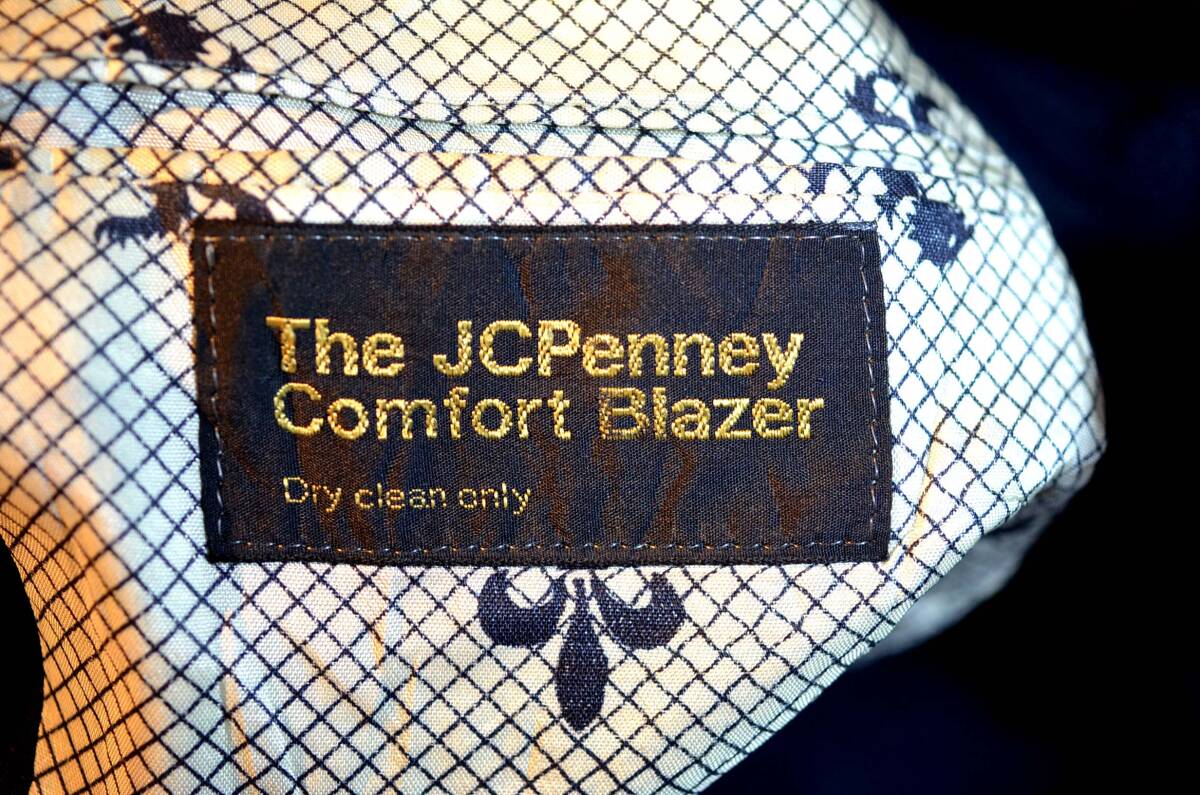 The JCPenney
Comfort Blazer
Dry clean only